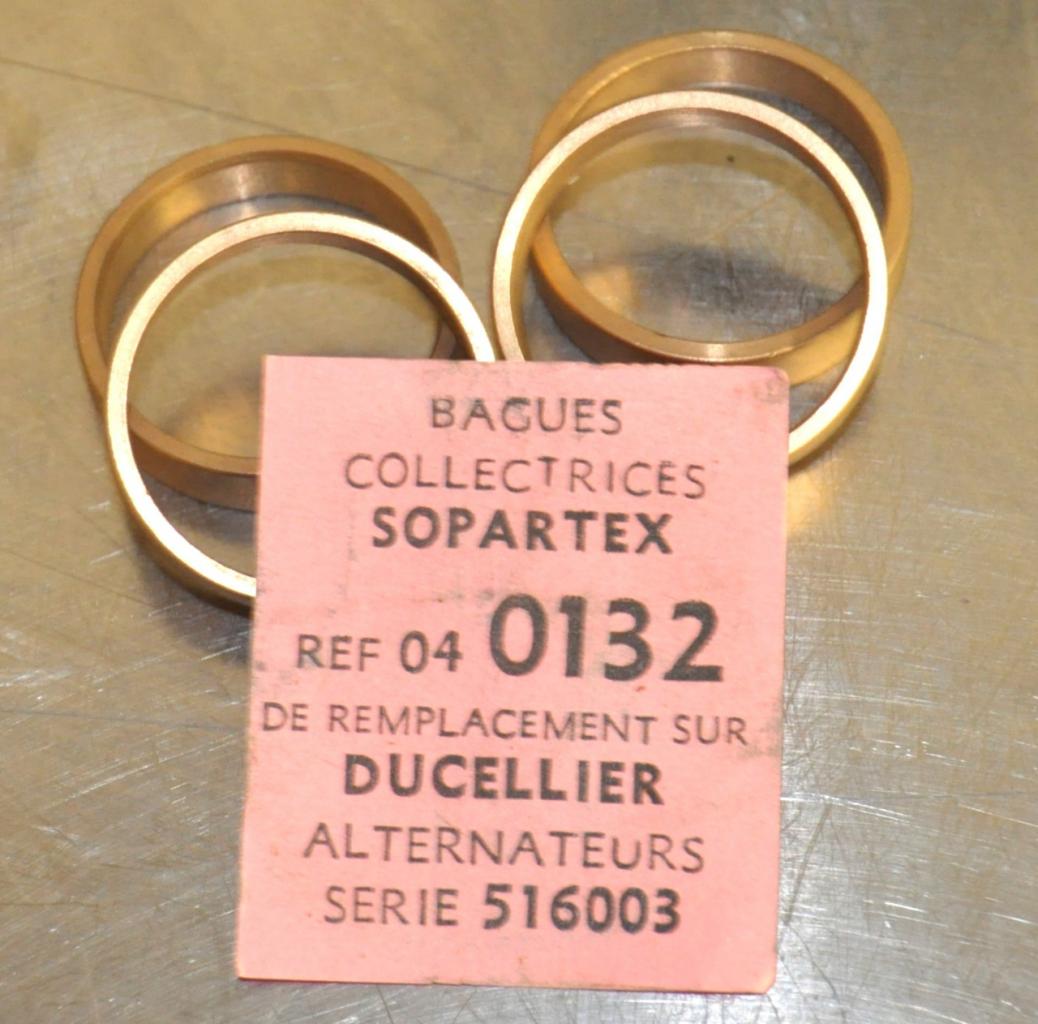 BAGUES
COLLECTRICES
SOPARTEX
REF 04 0132
DE REMPLACEMENT SUR
DUCELLIER
ALTERNATEURS
SERIE 516003